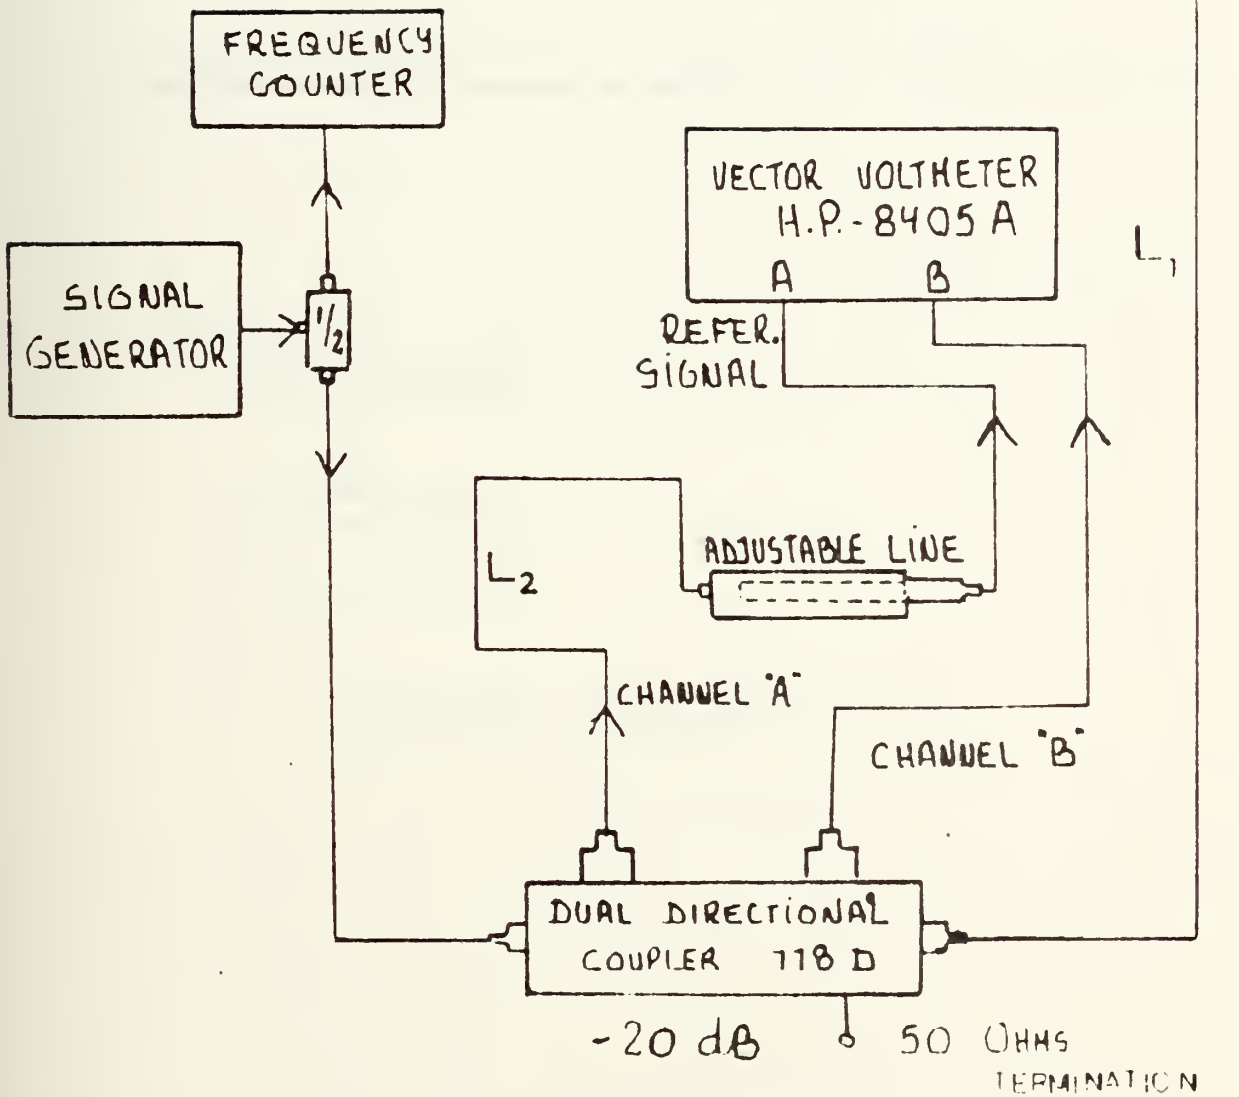 FREQUENCY
COUNTER
VECTOR VOLTMETER
H.P.-8405 A
A B
L1
SIGNAL
GENERATOR
1/2
REFER.
SIGNAL
ADJUSTABLE LINE
L2
CHANNEL "A"
CHANNEL "B"
DUAL DIRECTIONAL
COUPLER 778 D
-20 dB
50 OHMS
TERMINATION